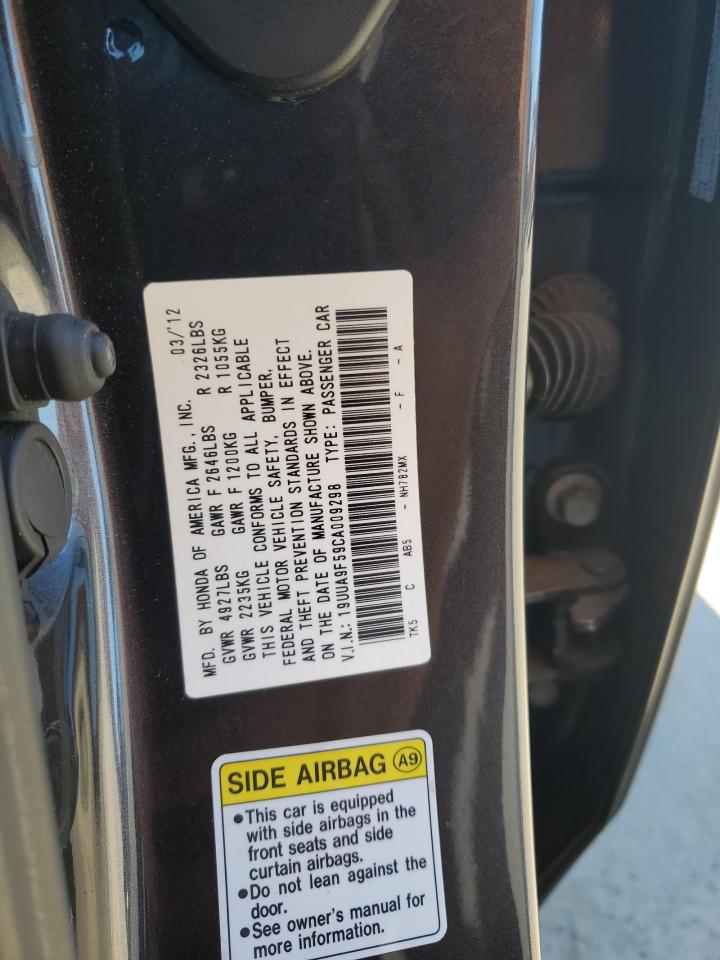 MFD. BY HONDA OF AMERICA MFG., INC. 03/'12
GVWR 4927LBS GAWR F 2646LBS R 2326LBS
GVWR 2235KG GAWR F 1200KG R 1055KG
THIS VEHICLE CONFORMS TO ALL APPLICABLE
FEDERAL MOTOR VEHICLE SAFETY, BUMPER,
AND THEFT PREVENTION STANDARDS IN EFFECT
ON THE DATE OF MANUFACTURE SHOWN ABOVE.
V.I.N.: 19UUA9F59CA009298 TYPE: PASSENGER CAR
TK5 - C AB5 - NH782MX - F - A
SIDE AIRBAG A9
●This car is equipped
with side airbags in the
front seats and side
curtain airbags.
●Do not lean against the
door.
●See owner's manual for
more information.